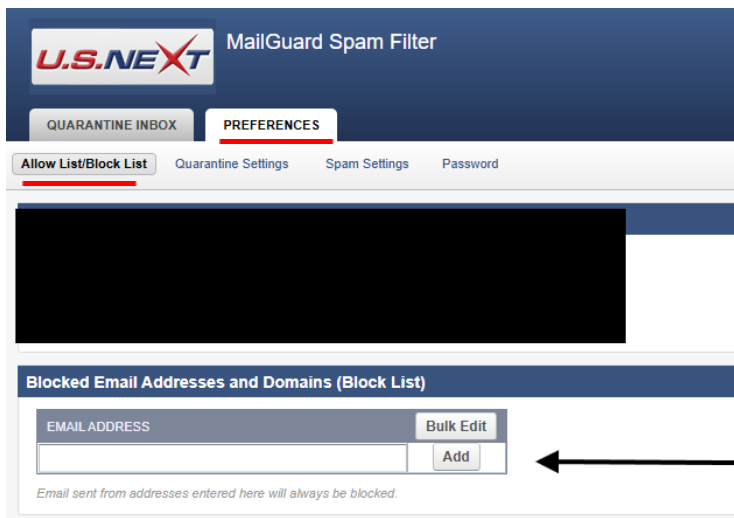 U.S.NEXT
MailGuard Spam Filter
QUARANTINE INBOX
PREFERENCES
Allow List/Block List
Quarantine Settings
Spam Settings
Password
Blocked Email Addresses and Domains (Block List)
EMAIL ADDRESS
Bulk Edit
Add
Email sent from addresses entered here will always be blocked.